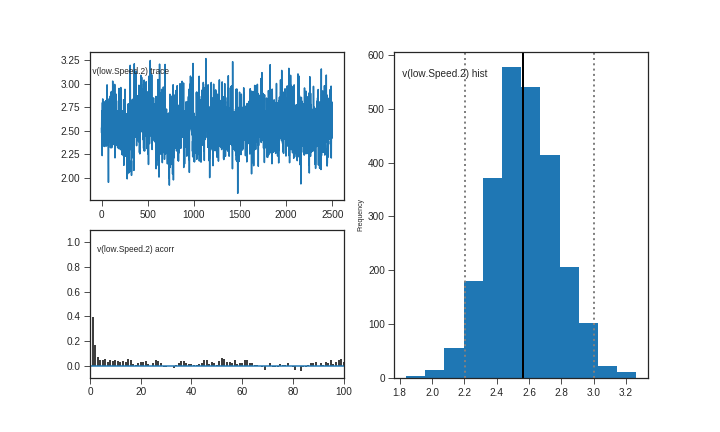 v(low.Speed.2) trace
3.25
3.00
2.75
2.50
2.25
2.00
0 500 1000 1500 2000 2500
v(low.Speed.2) acorr
1.0
0.8
0.6
0.4
0.2
0.0
0 20 40 60 80 100
v(low.Speed.2) hist
Frequency
600
500
400
300
200
100
0
1.8 2.0 2.2 2.4 2.6 2.8 3.0 3.2